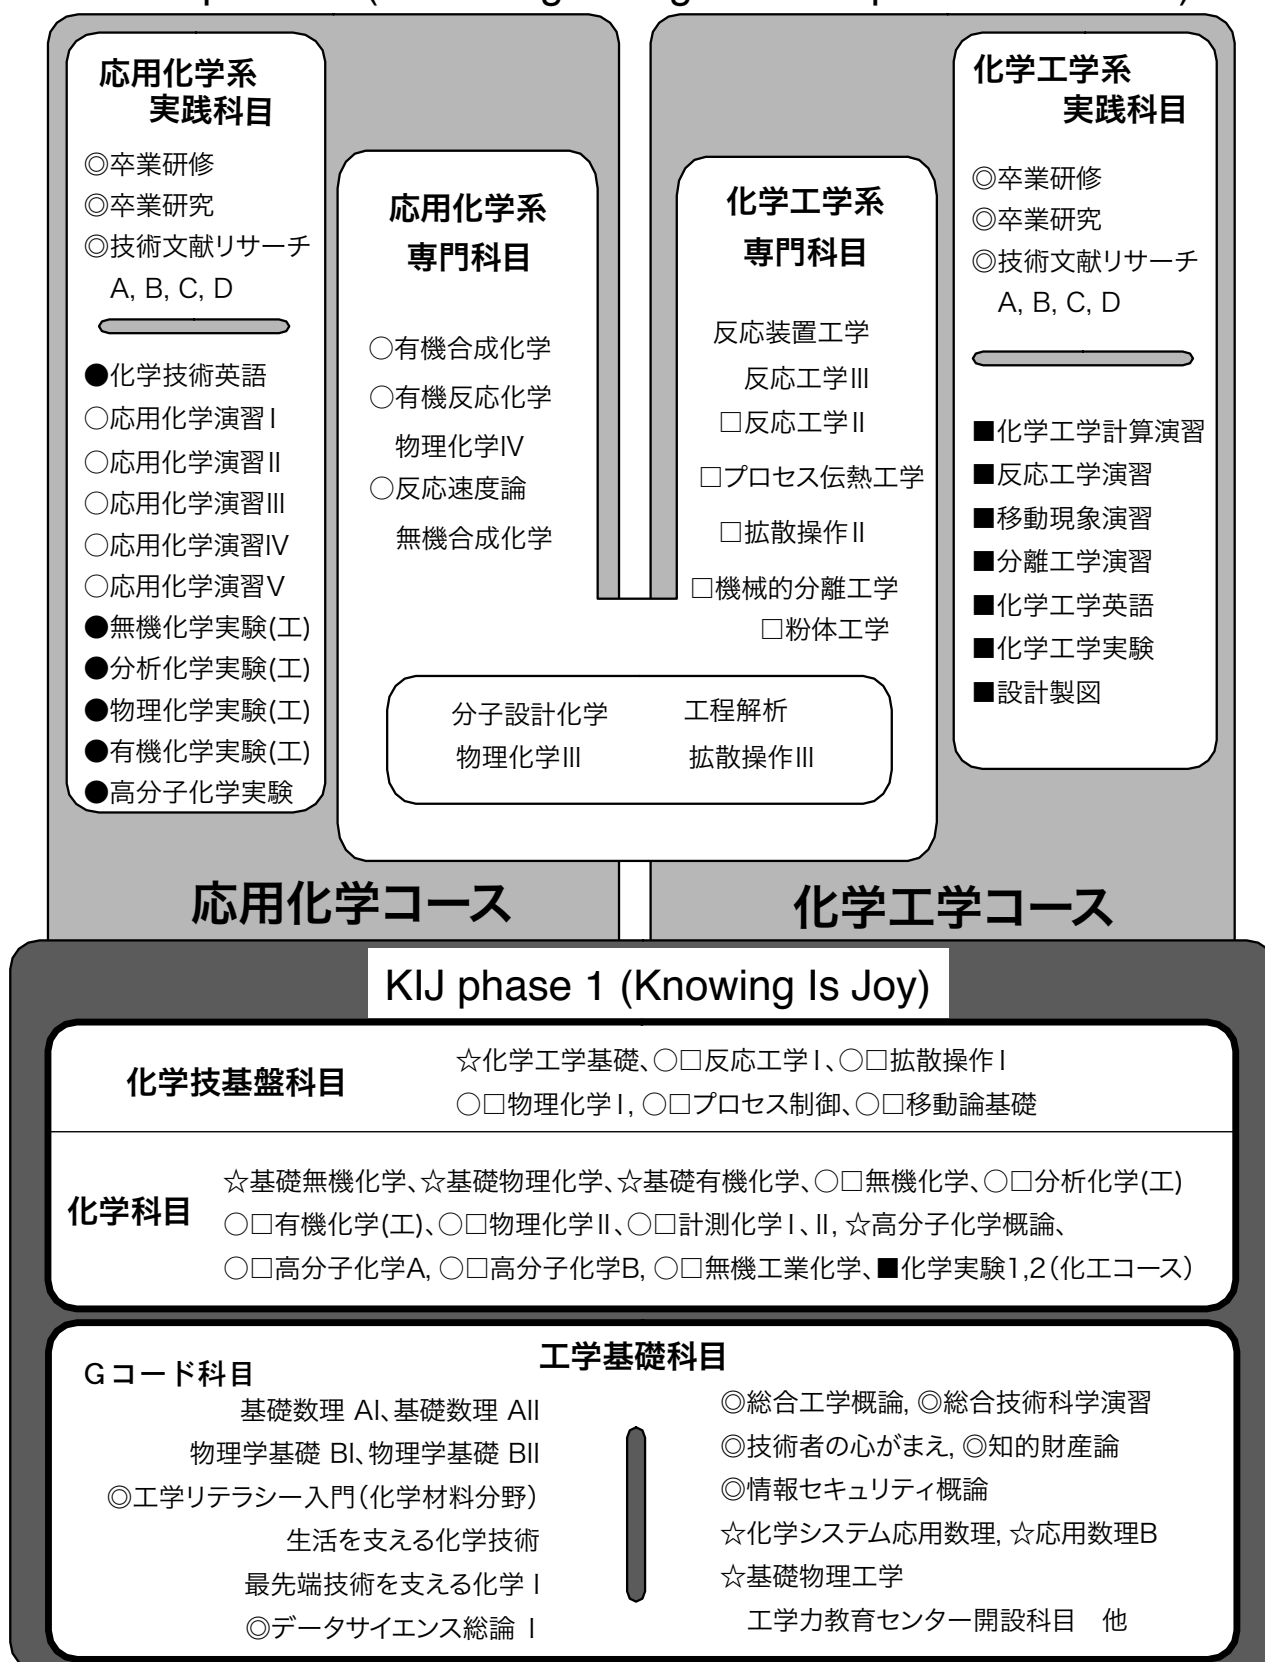 応用化学系
実践科目
◎卒業研修
◎卒業研究
◎技術文献リサーチ
A, B, C, D
●化学技術英語
○応用化学演習Ⅰ
○応用化学演習Ⅱ
○応用化学演習Ⅲ
○応用化学演習Ⅳ
○応用化学演習Ⅴ
●無機化学実験(工)
●分析化学実験(工)
●物理化学実験(工)
●有機化学実験(工)
●高分子化学実験
応用化学系
専門科目
○有機合成化学
○有機反応化学
物理化学Ⅳ
○反応速度論
無機合成化学
化学工学系
専門科目
反応装置工学
反応工学Ⅲ
□反応工学Ⅱ
□プロセス伝熱工学
□拡散操作Ⅱ
□機械的分離工学
□粉体工学
分子設計化学 工程解析
物理化学Ⅲ 拡散操作Ⅲ
化学工学系
実践科目
◎卒業研修
◎卒業研究
◎技術文献リサーチ
A, B, C, D
■化学工学計算演習
■反応工学演習
■移動現象演習
■分離工学演習
■化学工学英語
■化学工学実験
■設計製図
応用化学コース
化学工学コース
KIJ phase 1 (Knowing Is Joy)
化学技基盤科目
☆化学工学基礎、○□反応工学Ⅰ、○□拡散操作Ⅰ
○□物理化学Ⅰ, ○□プロセス制御、○□移動論基礎
化学科目
☆基礎無機化学、☆基礎物理化学、☆基礎有機化学、○□無機化学、○□分析化学(工)
○□有機化学(工)、○□物理化学Ⅱ、○□計測化学Ⅰ、Ⅱ, ☆高分子化学概論、
○□高分子化学A, ○□高分子化学B, ○□無機工業化学、■化学実験1,2(化工コース)
工学基礎科目
Gコード科目
基礎数理 AI、基礎数理 AII
物理学基礎 BI、物理学基礎 BII
◎工学リテラシー入門(化学材料分野)
生活を支える化学技術
最先端技術を支える化学 I
◎データサイエンス総論 I
◎総合工学概論, ◎総合技術科学演習
◎技術者の心がまえ, ◎知的財産論
◎情報セキュリティ概論
☆化学システム応用数理, ☆応用数理B
☆基礎物理工学
工学力教育センター開設科目 他